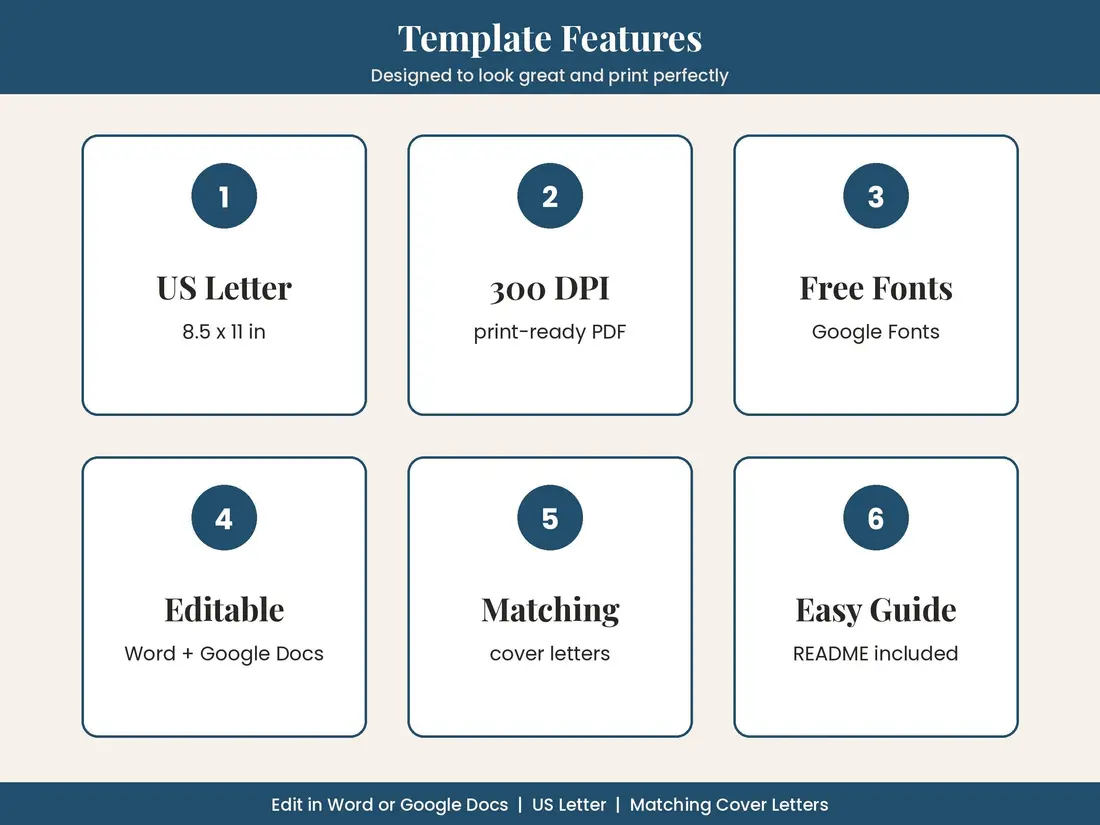 Template Features
Designed to look great and print perfectly
1
US Letter
8.5 x 11 in
2
300 DPI
print-ready PDF
3
Free Fonts
Google Fonts
4
Editable
Word + Google Docs
5
Matching
cover letters
6
Easy Guide
README included
Edit in Word or Google Docs | US Letter | Matching Cover Letters